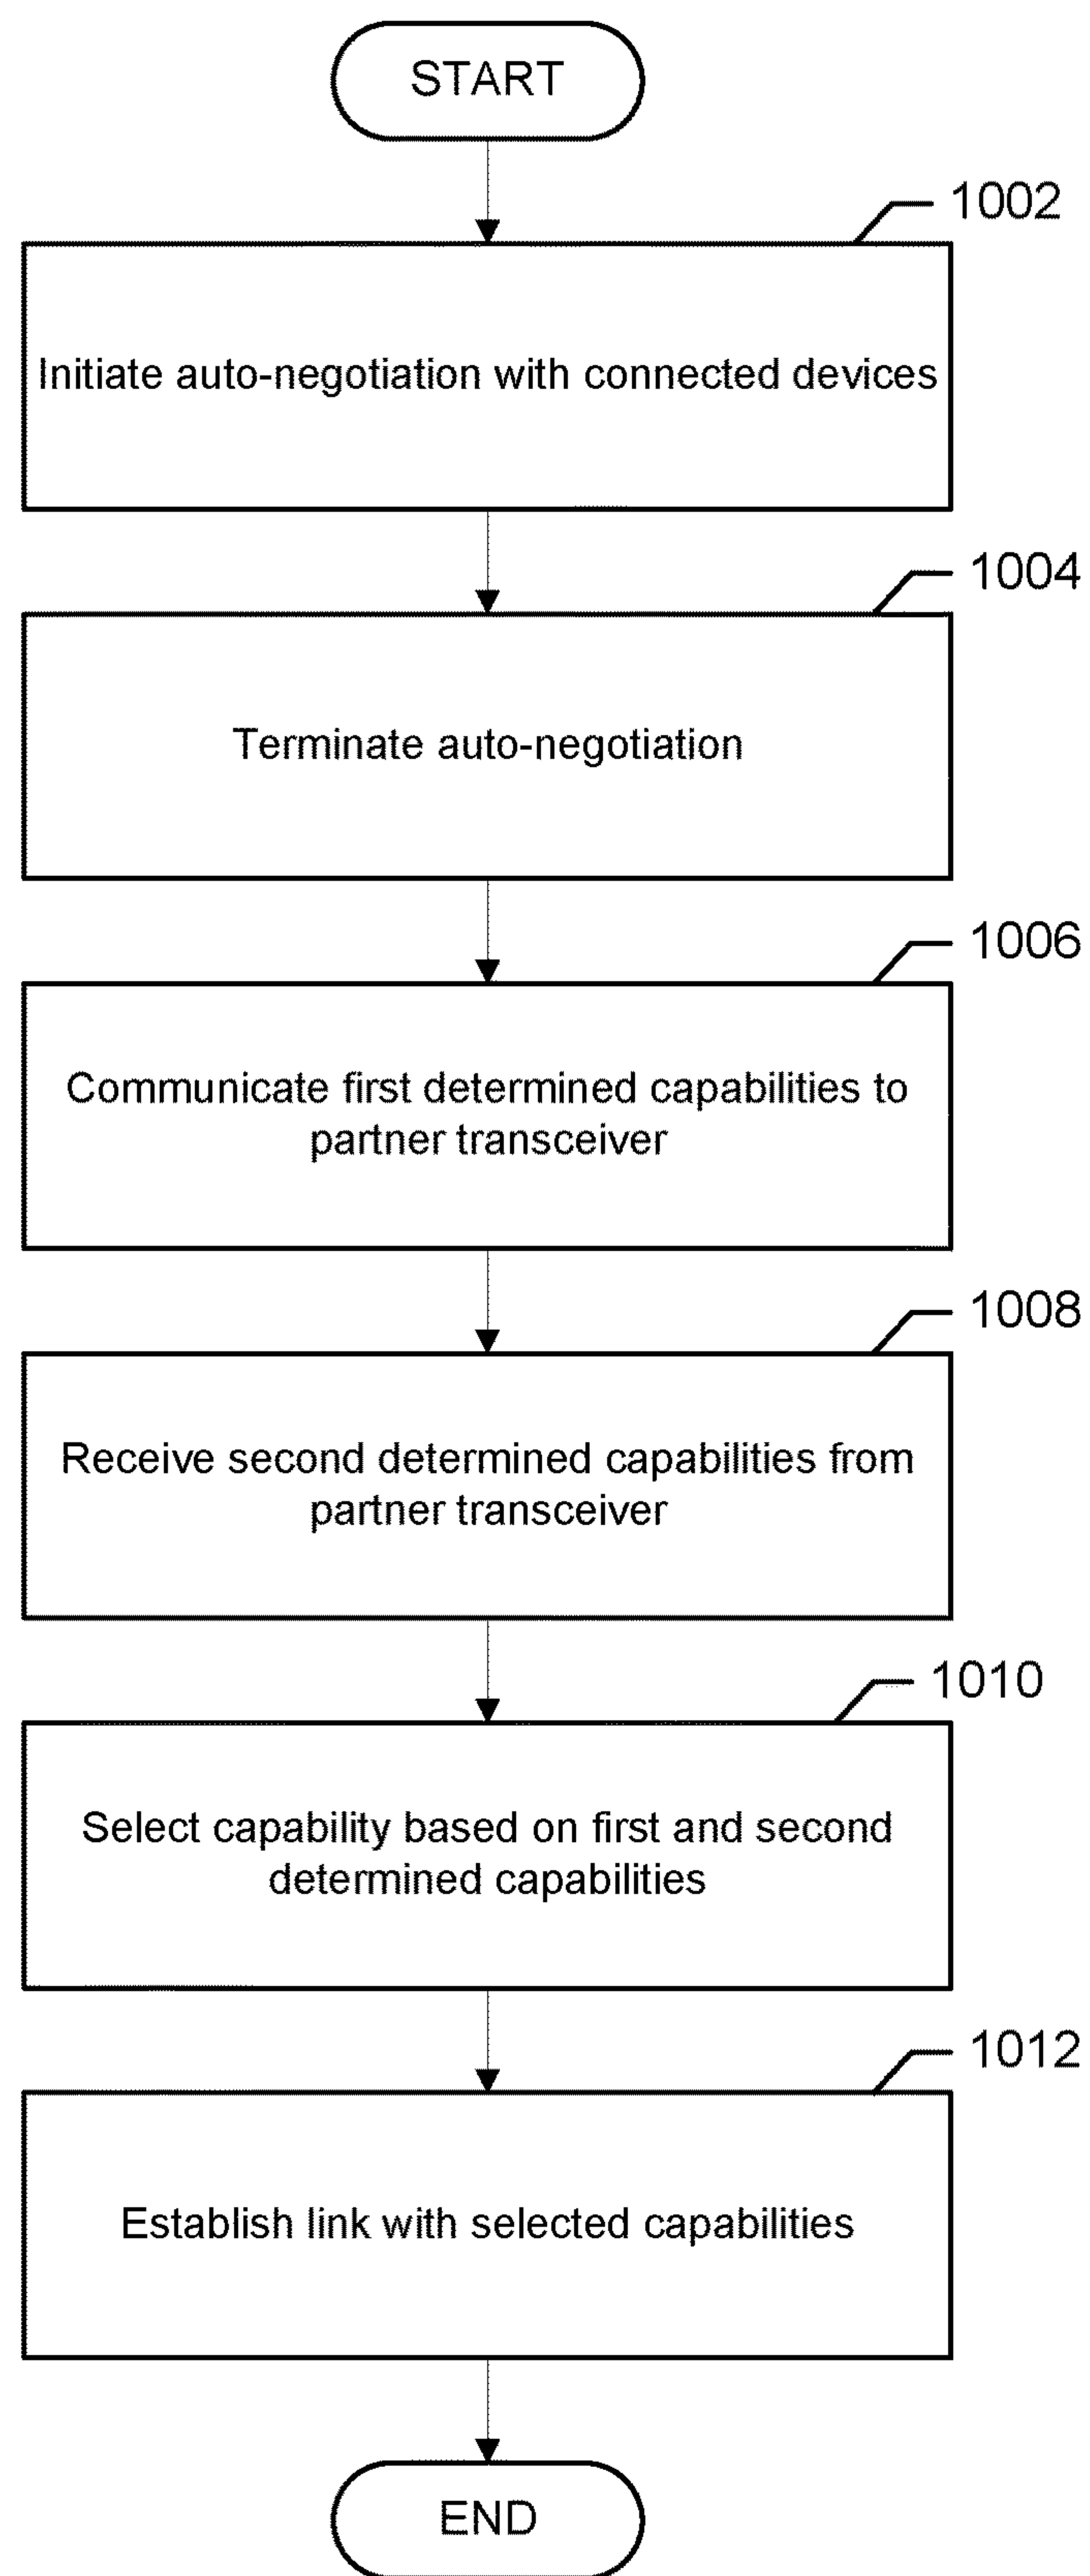 START
1002
Initiate auto-negotiation with connected devices
1004
Terminate auto-negotiation
1006
Communicate first determined capabilities to
partner transceiver
1008
Receive second determined capabilities from
partner transceiver
1010
Select capability based on first and second
determined capabilities
1012
Establish link with selected capabilities
END